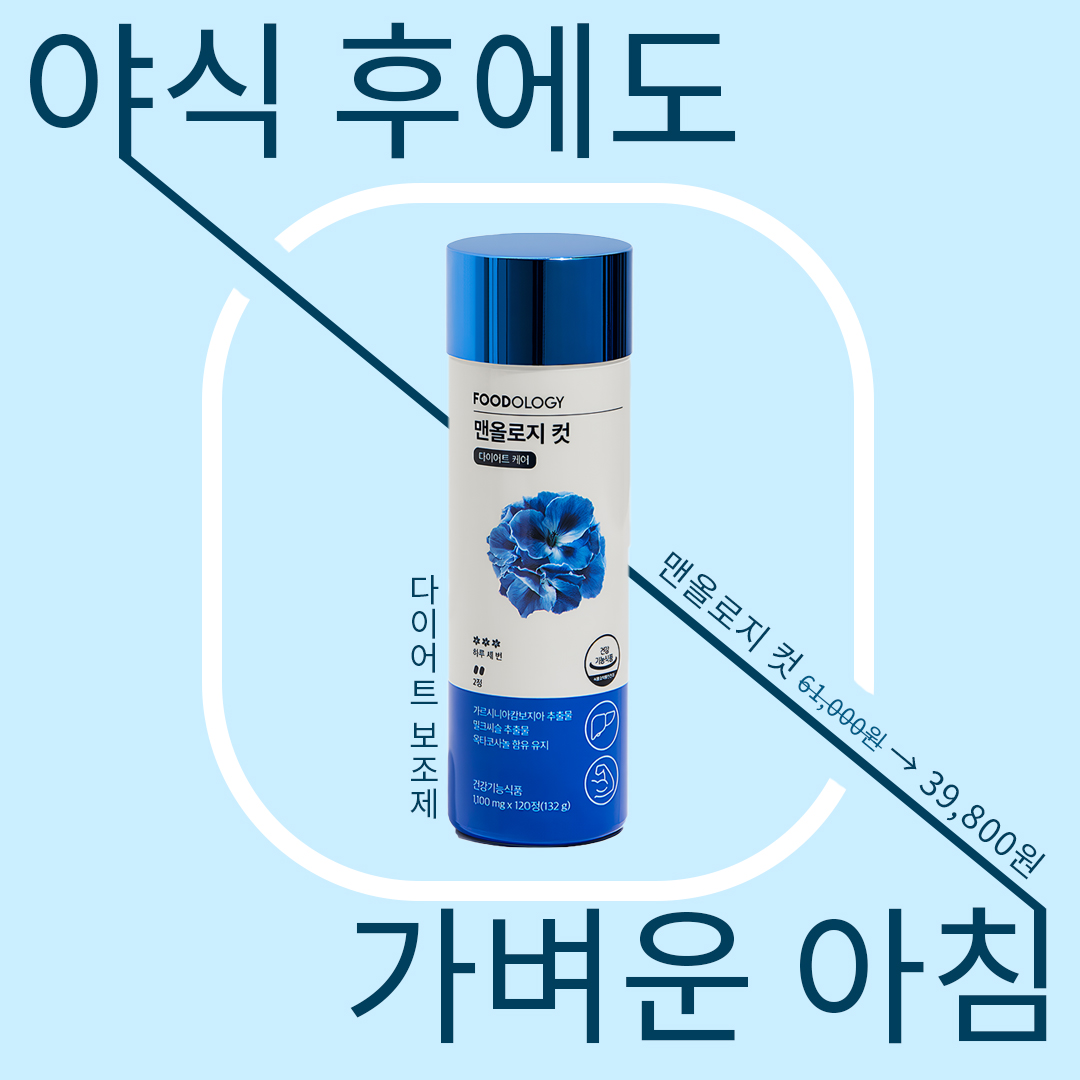 야식 후에도
FOODOLOGY
맨올로지 컷
다이어트 케어
다이어트 보조제
하루 세 번
2정
건강
기능식품
가르시니아캄보지아 추출물
밀크씨슬 추출물
옥타코사놀 함유 유지
건강기능식품
1,100 mg x 120정(132 g)
맨올로지 컷 61,000원 → 39,800원
가벼운 아침